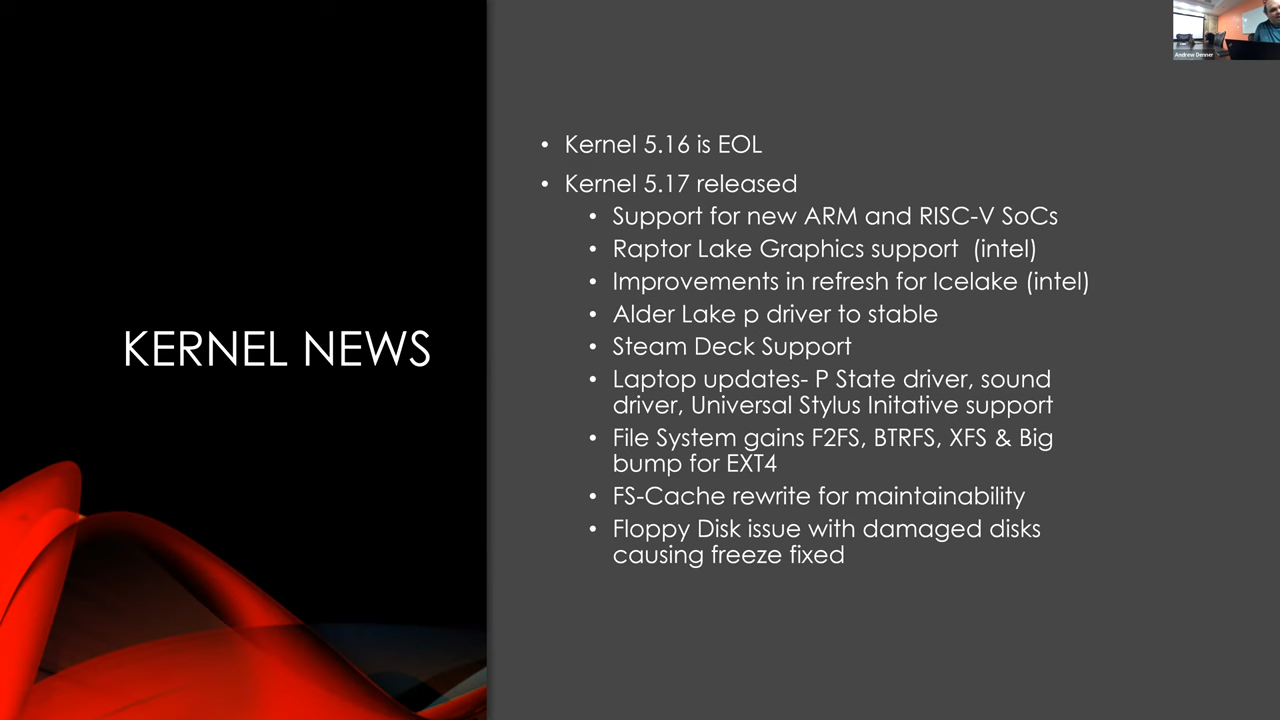 KERNEL NEWS
• Kernel 5.16 is EOL
• Kernel 5.17 released
• Support for new ARM and RISC-V SoCs
• Raptor Lake Graphics support (intel)
• Improvements in refresh for Icelake (intel)
• Alder Lake p driver to stable
• Steam Deck Support
• Laptop updates- P State driver, sound
driver, Universal Stylus Initative support
• File System gains F2FS, BTRFS, XFS & Big
bump for EXT4
• FS-Cache rewrite for maintainability
• Floppy Disk issue with damaged disks
causing freeze fixed
Andrew Denner